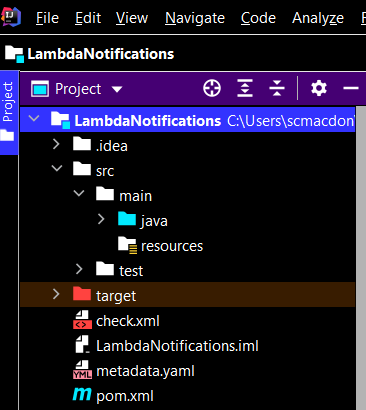 IJ File Edit View Navigate Code Analyze
LambdaNotifications
Project
Project
LambdaNotifications C:\Users\scmacdon
.idea
src
main
java
resources
test
target
check.xml
LambdaNotifications.iml
YML metadata.yaml
m pom.xml